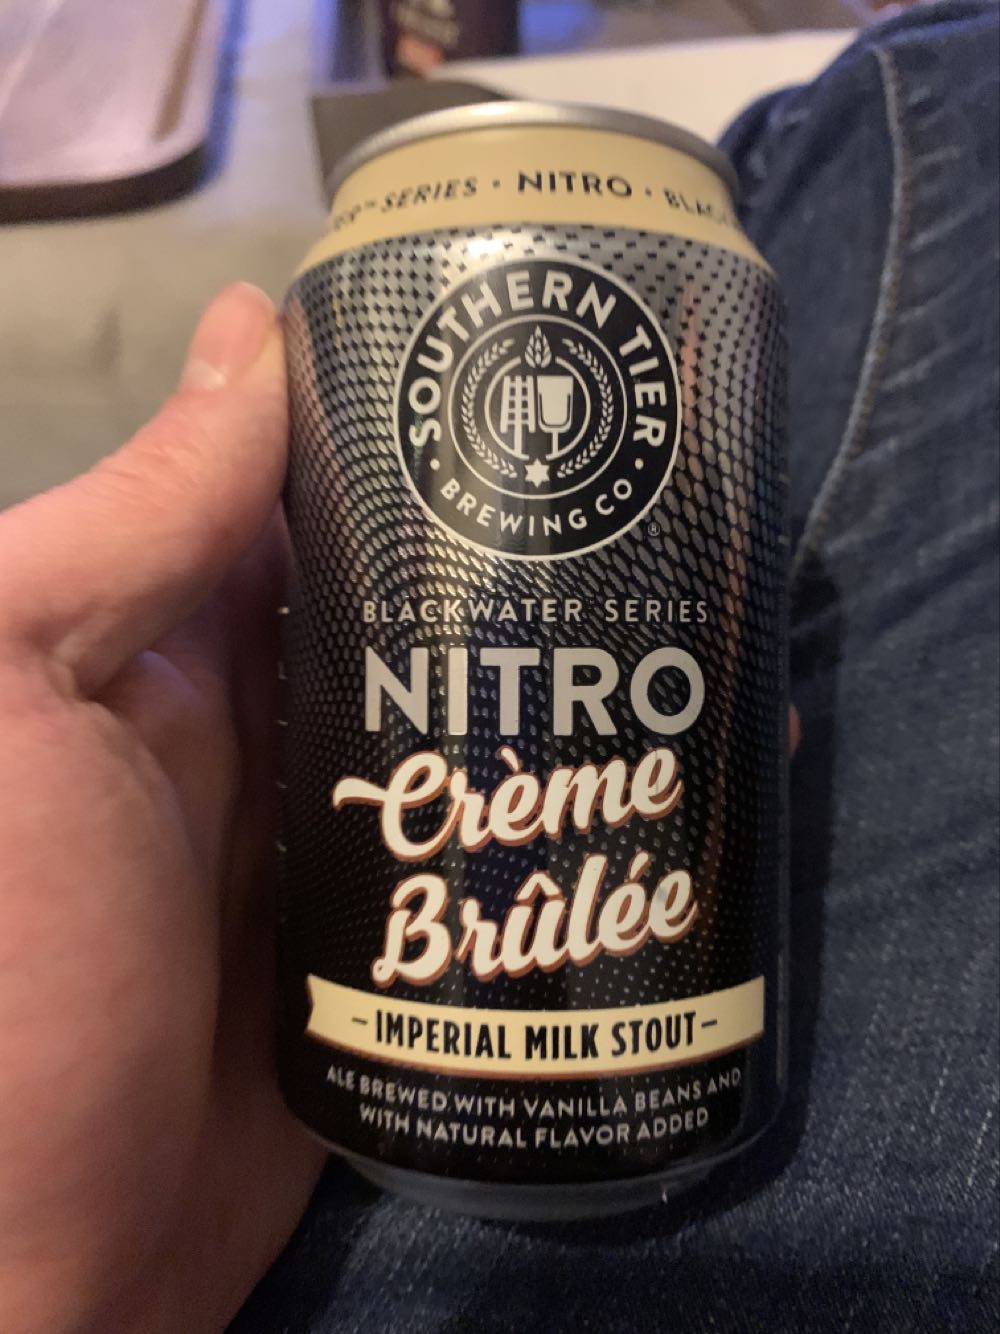 SERIES · NITRO ·
SOUTHERN TIER
· BREWING CO ·
®
BLACKWATER SERIES
NITRO
Crème
Brûlée
– IMPERIAL MILK STOUT –
ALE BREWED WITH VANILLA BEANS AND
WITH NATURAL FLAVOR ADDED